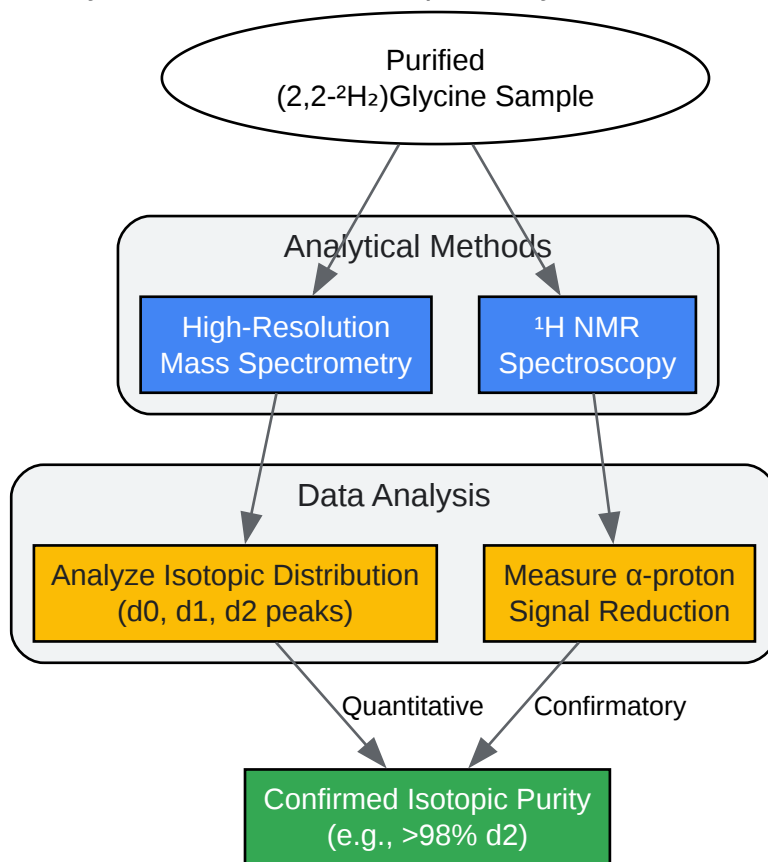 Purified
(2,2-²H₂)Glycine Sample
Analytical Methods
High-Resolution
Mass Spectrometry
¹H NMR
Spectroscopy
Data Analysis
Analyze Isotopic Distribution
(d0, d1, d2 peaks)
Measure α-proton
Signal Reduction
Quantitative
Confirmatory
Confirmed Isotopic Purity
(e.g., >98% d2)